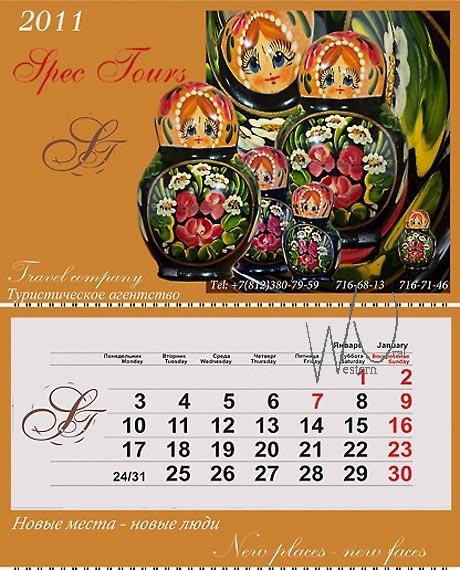 2011
Spec Tours
ST
Travel company
Туристическое агентство
Tel: +7(812)380-79-59 716-68-13 716-71-46
Январь January
Понедельник Вторник Среда Четверг Пятница Суббота Воскресенье
Monday Tuesday Wednesday Thursday Friday Saturday Sunday
Western
1 2
ST
3 4 5 6 7 8 9
10 11 12 13 14 15 16
17 18 19 20 21 22 23
24/31 25 26 27 28 29 30
Новые места - новые люди
New places - new faces